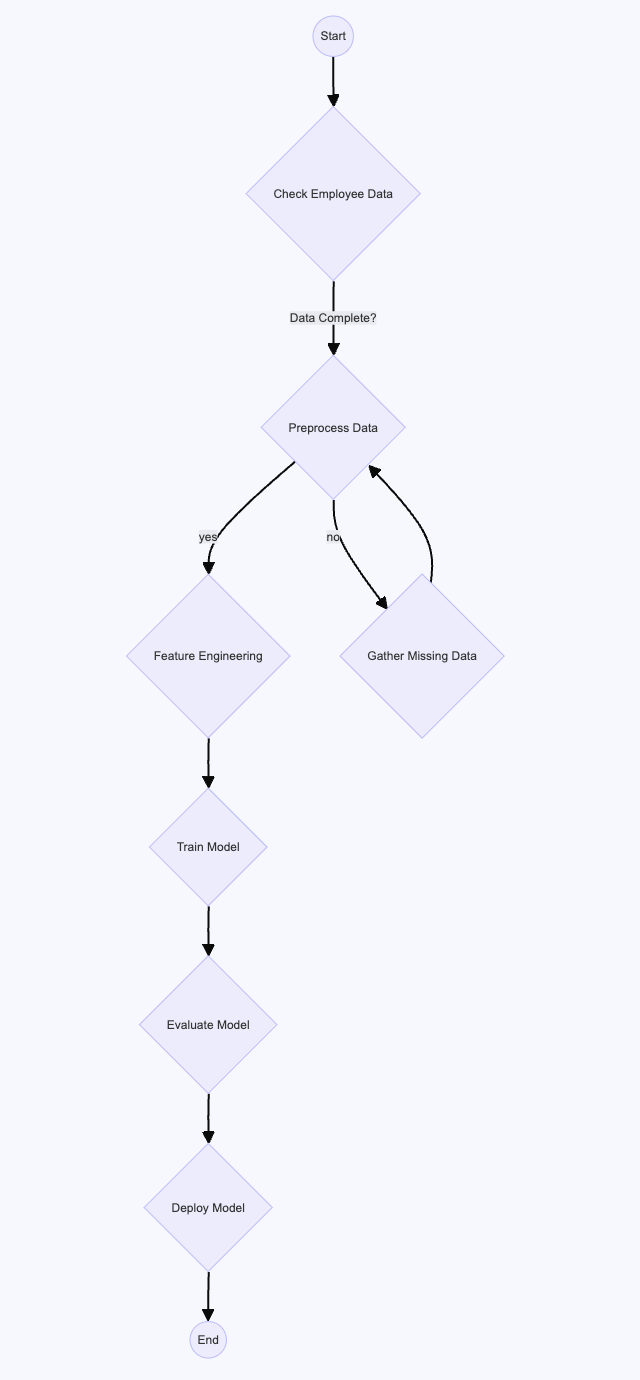 Start
Check Employee Data
Data Complete?
Preprocess Data
yes
no
Feature Engineering
Gather Missing Data
Train Model
Evaluate Model
Deploy Model
End